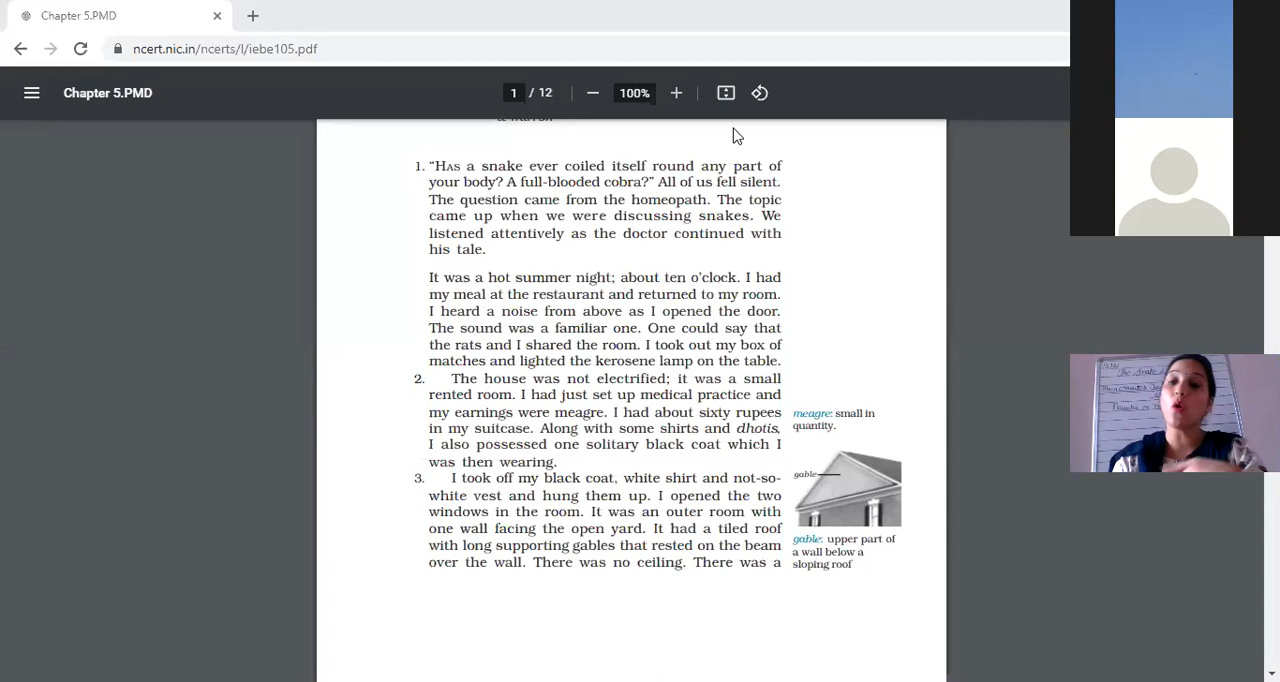 Chapter 5.PMD
ncert.nic.in/ncerts/l/iebe105.pdf
Chapter 5.PMD
1 / 12
100%
1. “HAS a snake ever coiled itself round any part of
your body? A full-blooded cobra?” All of us fell silent.
The question came from the homeopath. The topic
came up when we were discussing snakes. We
listened attentively as the doctor continued with
his tale.
It was a hot summer night; about ten o’clock. I had
my meal at the restaurant and returned to my room.
I heard a noise from above as I opened the door.
The sound was a familiar one. One could say that
the rats and I shared the room. I took out my box of
matches and lighted the kerosene lamp on the table.
2. The house was not electrified; it was a small
rented room. I had just set up medical practice and
my earnings were meagre. I had about sixty rupees
in my suitcase. Along with some shirts and dhotis,
I also possessed one solitary black coat which I
was then wearing.
3. I took off my black coat, white shirt and not-so-
white vest and hung them up. I opened the two
windows in the room. It was an outer room with
one wall facing the open yard. It had a tiled roof
with long supporting gables that rested on the beam
over the wall. There was no ceiling. There was a
meagre: small in
quantity.
gable
gable: upper part of
a wall below a
sloping roof
The Snake